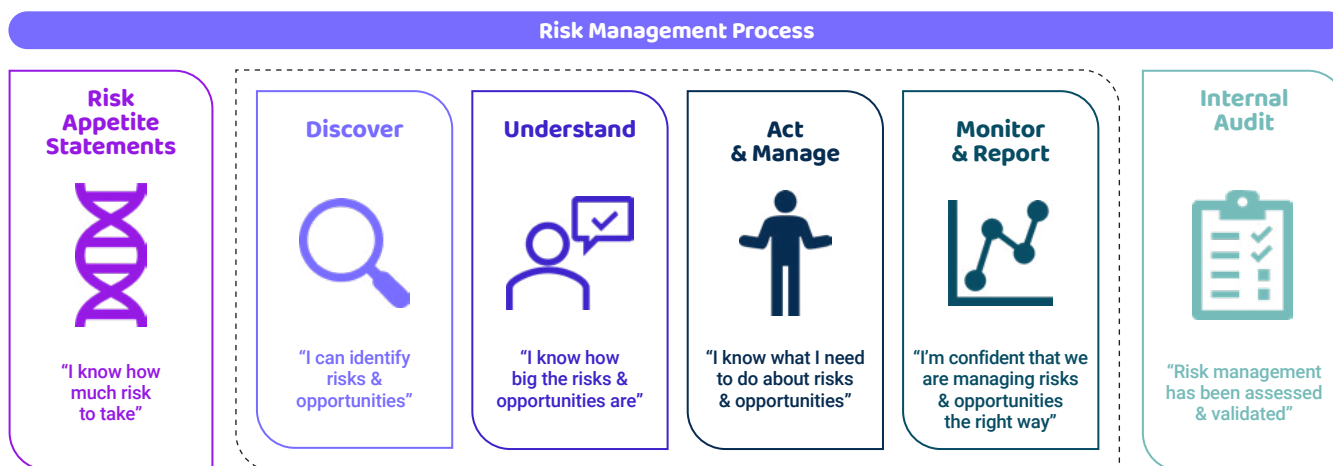 Risk Management Process
Risk
Appetite
Statements
“I know how
much risk
to take”
Discover
“I can identify
risks &
opportunities”
Understand
“I know how
big the risks &
opportunities are”
Act
& Manage
“I know what I need
to do about risks
& opportunities”
Monitor
& Report
“I’m confident that we
are managing risks
& opportunities
the right way”
Internal
Audit
“Risk management
has been assessed
& validated”